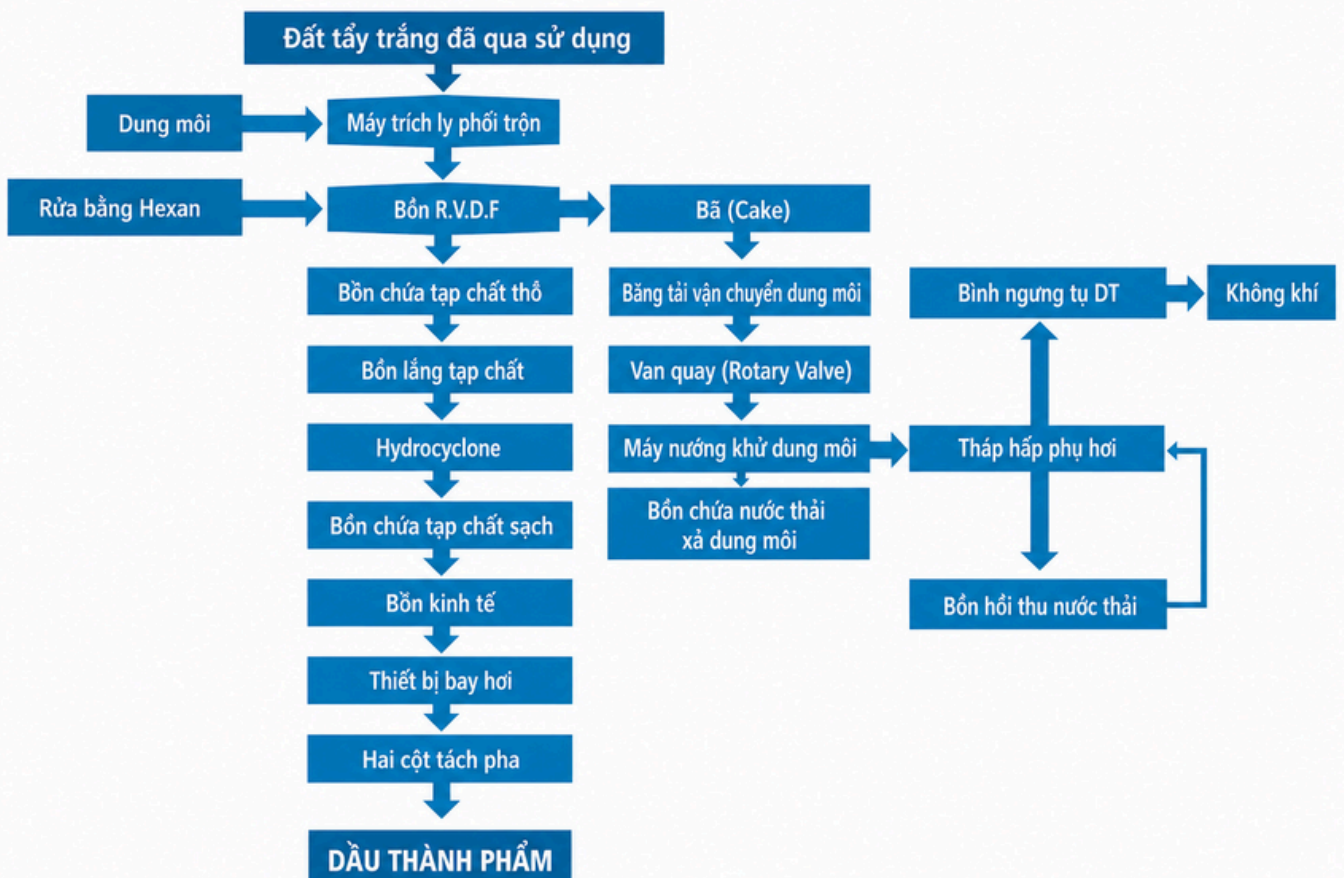 Đất tẩy trắng đã qua sử dụng
Dung môi
Máy trích ly phối trộn
Rửa bằng Hexan
Bồn R.V.D.F
Bã (Cake)
Bồn chứa tạp chất thô
Băng tải vận chuyển dung môi
Bình ngưng tụ DT
Không khí
Bồn lắng tạp chất
Van quay (Rotary Valve)
Hydrocyclone
Máy nướng khử dung môi
Tháp hấp phụ hơi
Bồn chứa tạp chất sạch
Bồn chứa nước thải
xả dung môi
Bồn kinh tế
Bồn hồi thu nước thải
Thiết bị bay hơi
Hai cột tách pha
DẦU THÀNH PHẨM